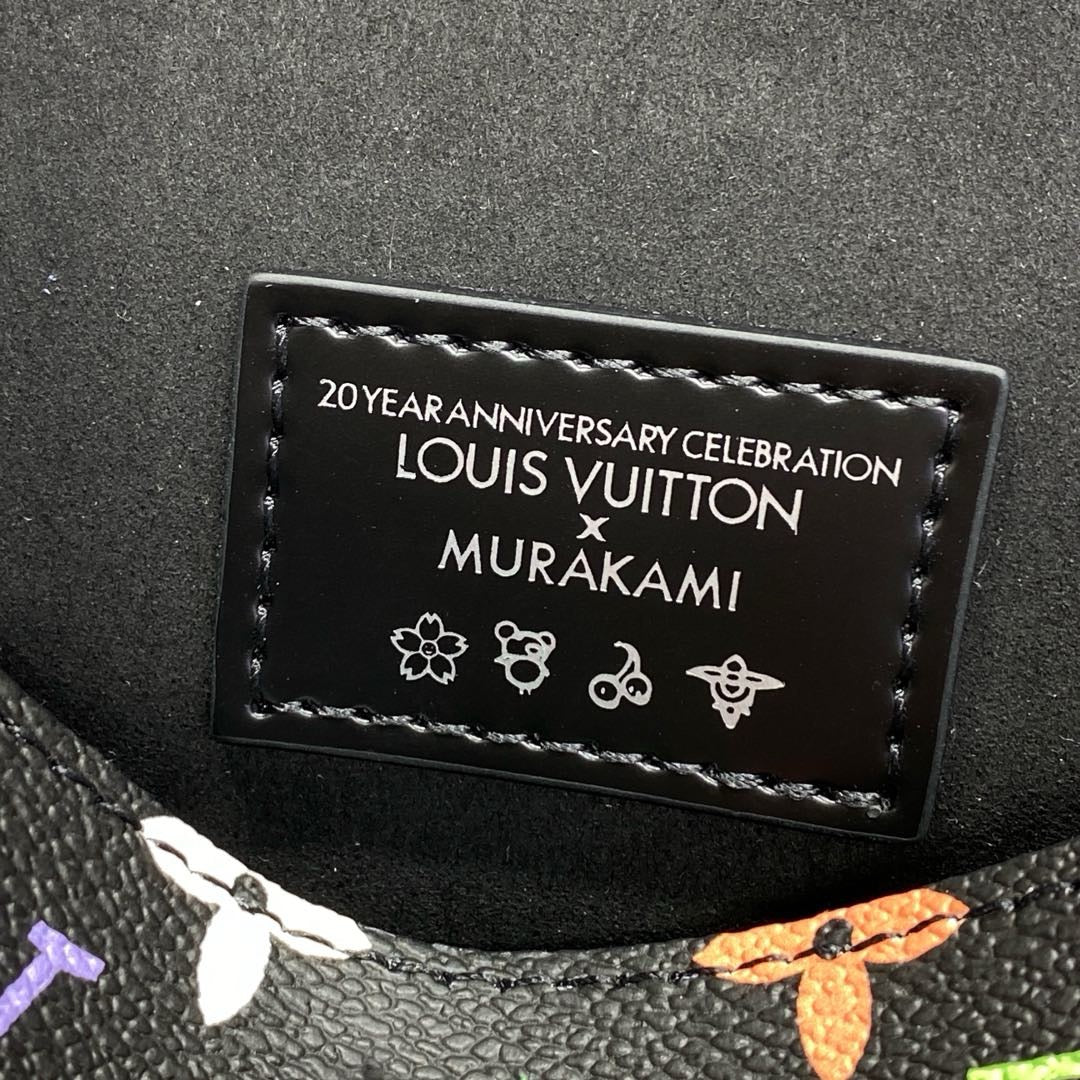 20 YEAR ANNIVERSARY CELEBRATION
LOUIS VUITTON
x
MURAKAMI